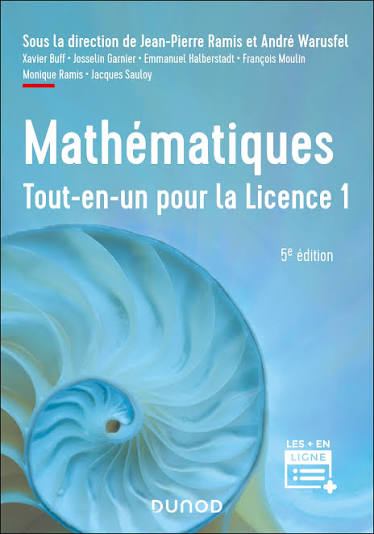 Sous la direction de Jean-Pierre Ramis et André Warusfel
Xavier Buff • Josselin Garnier • Emmanuel Halberstadt • François Moulin
Monique Ramis • Jacques Sauloy
Mathématiques
Tout-en-un pour la Licence 1
5e édition
LES + EN
LIGNE
DUNOD